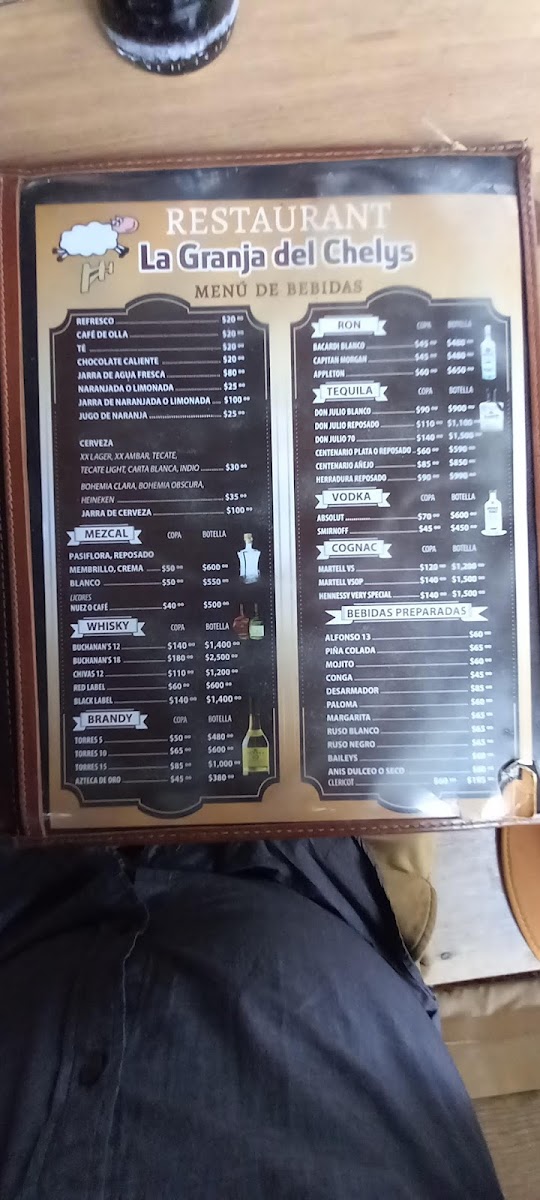 RESTAURANT
La Granja del Chelys
MENÚ DE BEBIDAS
REFRESCO $20.00
CAFÉ DE OLLA $20.00
TÉ $20.00
CHOCOLATE CALIENTE $20.00
JARRA DE AGUA FRESCA $80.00
NARANJADA O LIMONADA $25.00
JARRA DE NARANJADA O LIMONADA $100.00
JUGO DE NARANJA $25.00
CERVEZA
XX LAGER, XX AMBAR, TECATE,
TECATE LIGHT, CARTA BLANCA, INDIO $30.00
BOHEMIA CLARA, BOHEMIA OBSCURA,
HEINEKEN $35.00
JARRA DE CERVEZA $100.00
MEZCAL COPA BOTELLA
PASIFLORA, REPOSADO
MEMBRILLO, CREMA $50.00 $600.00
BLANCO $50.00 $550.00
LICORES
NUEZ O CAFÉ $40.00 $500.00
WHISKY COPA BOTELLA
BUCHANAN'S 12 $140.00 $1,400.00
BUCHANAN'S 18 $180.00 $2,500.00
CHIVAS 12 $110.00 $1,200.00
RED LABEL $60.00 $600.00
BLACK LABEL $140.00 $1,400.00
BRANDY COPA BOTELLA
TORRES 5 $50.00 $480.00
TORRES 10 $65.00 $600.00
TORRES 15 $85.00 $1,000.00
AZTECA DE ORO $45.00 $380.00
RON COPA BOTELLA
BACARDI BLANCO $45.00 $480.00
CAPITAN MORGAN $45.00 $480.00
APPLETON $60.00 $650.00
TEQUILA COPA BOTELLA
DON JULIO BLANCO $90.00 $900.00
DON JULIO REPOSADO $110.00 $1,100.00
DON JULIO 70 $140.00 $1,500.00
CENTENARIO PLATA O REPOSADO $60.00 $590.00
CENTENARIO AÑEJO $85.00 $850.00
HERRADURA REPOSADO $90.00 $990.00
VODKA COPA BOTELLA
ABSOLUT $70.00 $600.00
SMIRNOFF $45.00 $450.00
COGNAC COPA BOTELLA
MARTELL VS $120.00 $1,200.00
MARTELL VSOP $140.00 $1,500.00
HENNESSY VERY SPECIAL $140.00 $1,500.00
BEBIDAS PREPARADAS
ALFONSO 13 $60.00
PIÑA COLADA $65.00
MOJITO $60.00
CONGA $45.00
DESARMADOR $85.00
PALOMA $60.00
MARGARITA $65.00
RUSO BLANCO $65.00
RUSO NEGRO $65.00
BAILEYS
ANIS DULCE O SECO
CLERICOT $60.00